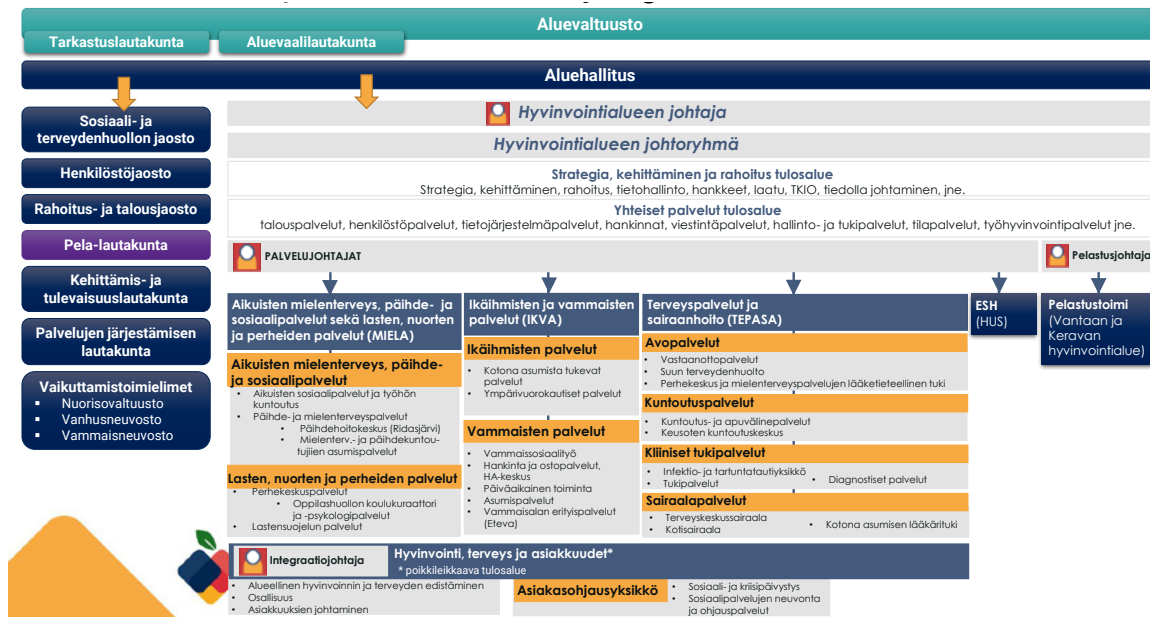 Aluevaltuusto
Tarkastuslautakunta
Aluevaalilautakunta
Aluehallitus
Sosiaali- ja
terveydenhuollon jaosto
Henkilöstöjaosto
Rahoitus- ja talousjaosto
Pela-lautakunta
Kehittämis- ja
tulevaisuuslautakunta
Palvelujen järjestämisen
lautakunta
Vaikuttamistoimielimet
▪ Nuorisovaltuusto
▪ Vanhusneuvosto
▪ Vammaisneuvosto
Hyvinvointialueen johtaja
Hyvinvointialueen johtoryhmä
Strategia, kehittäminen ja rahoitus tulosalue
Strategia, kehittäminen, rahoitus, tietohallinto, hankkeet, laatu, TKIO, tiedolla johtaminen, jne.
Yhteiset palvelut tulosalue
talouspalvelut, henkilöstöpalvelut, tietojärjestelmäpalvelut, hankinnat, viestintäpalvelut, hallinto- ja tukipalvelut, tilapalvelut, työhyvinvointipalvelut jne.
PALVELUJOHTAJAT
Pelastusjohtaja
Aikuisten mielenterveys, päihde- ja
sosiaalipalvelut sekä lasten, nuorten
ja perheiden palvelut (MIELA)
Aikuisten mielenterveys, päihde-
ja sosiaalipalvelut
• Aikuisten sosiaalipalvelut ja työhön
kuntoutus
• Päihde- ja mielenterveyspalvelut
• Päihdehoitokeskus (Ridasjärvi)
• Mielenterv.- ja päihdekuntou-
tujien asumispalvelut
Lasten, nuorten ja perheiden palvelut
• Perhekeskuspalvelut
• Oppilashuollon koulukuraattori
ja -psykologipalvelut
• Lastensuojelun palvelut
Ikäihmisten ja vammaisten
palvelut (IKVA)
Ikäihmisten palvelut
• Kotona asumista tukevat
palvelut
• Ympärivuorokautiset palvelut
Vammaisten palvelut
• Vammaissosiaalityö
• Hankinta ja ostopalvelut,
HA-keskus
• Päiväaikainen toiminta
• Asumispalvelut
• Vammaisalan erityispalvelut
(Eteva)
Terveyspalvelut ja
sairaanhoito (TEPASA)
Avopalvelut
• Vastaanottopalvelut
• Suun terveydenhuolto
• Perhekeskus ja mielenterveyspalvelujen lääketieteellinen tuki
Kuntoutuspalvelut
• Kuntoutus- ja apuvälinepalvelut
• Keusoten kuntoutuskeskus
Kliiniset tukipalvelut
• Infektio- ja tartuntatautiyksikkö
• Tukipalvelut
• Diagnostiset palvelut
Sairaalapalvelut
• Terveyskeskussairaala
• Kotisairaala
• Kotona asumisen lääkärituki
ESH
(HUS)
Pelastustoimi
(Vantaan ja
Keravan
hyvinvointialue)
Integraatiojohtaja
Hyvinvointi, terveys ja asiakkuudet*
* poikkileikkaava tulosalue
• Alueellinen hyvinvoinnin ja terveyden edistäminen
• Osallisuus
• Asiakkuuksien johtaminen
Asiakasohjausyksikkö
• Sosiaali- ja kriisipäivystys
• Sosiaalipalvelujen neuvonta
ja ohjauspalvelut